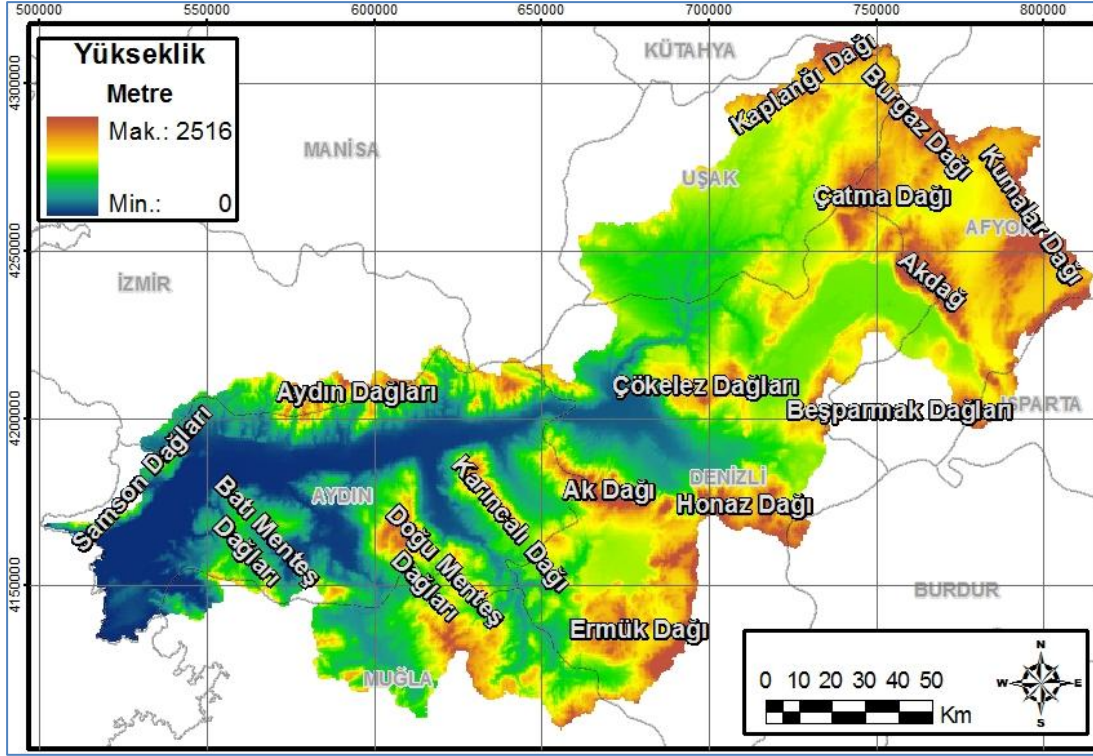 500000 550000 600000 650000 700000 750000 800000
4300000
4250000
4200000
4150000
Yükseklik
Metre
Mak.: 2516
Min.: 0
KÜTAHYA
MANİSA
UŞAK
AFYON
İZMİR
ISPARTA
DENİZLİ
AYDIN
BURDUR
MUĞLA
Kaplanğı Dağı
Burgaz Dağı
Kumalar Dağı
Çatma Dağı
Akdağ
Aydın Dağları
Çökelez Dağları
Beşparmak Dağları
Samson Dağları
Batı Menteş
Dağları
Doğu Menteş
Dağları
Karıncalı Dağı
Ak Dağı
Honaz Dağı
Ermük Dağı
0 10 20 30 40 50
Km
N
W E
S